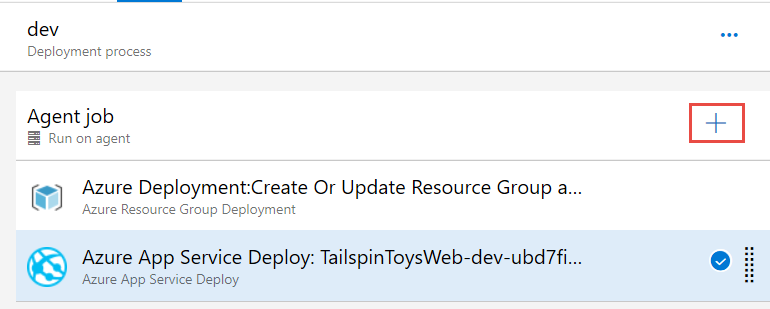 dev
Deployment process
Agent job
Run on agent
Azure Deployment:Create Or Update Resource Group a...
Azure Resource Group Deployment
Azure App Service Deploy: TailspinToysWeb-dev-ubd7fi...
Azure App Service Deploy